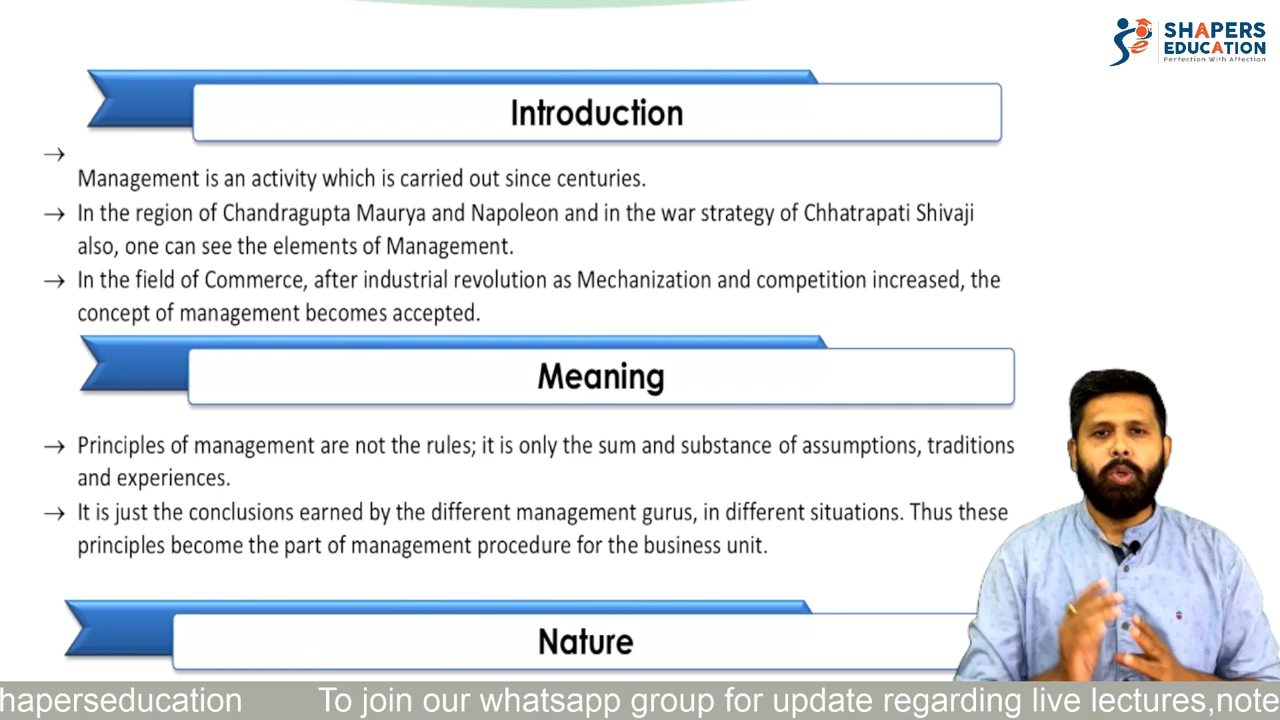 SHAPERS
EDUCATION
Perfection With Affection
Introduction
→
Management is an activity which is carried out since centuries.
→ In the region of Chandragupta Maurya and Napoleon and in the war strategy of Chhatrapati Shivaji
also, one can see the elements of Management.
→ In the field of Commerce, after industrial revolution as Mechanization and competition increased, the
concept of management becomes accepted.
Meaning
→ Principles of management are not the rules; it is only the sum and substance of assumptions, traditions
and experiences.
→ It is just the conclusions earned by the different management gurus, in different situations. Thus these
principles become the part of management procedure for the business unit.
Nature
haperseducation To join our whatsapp group for update regarding live lectures,note